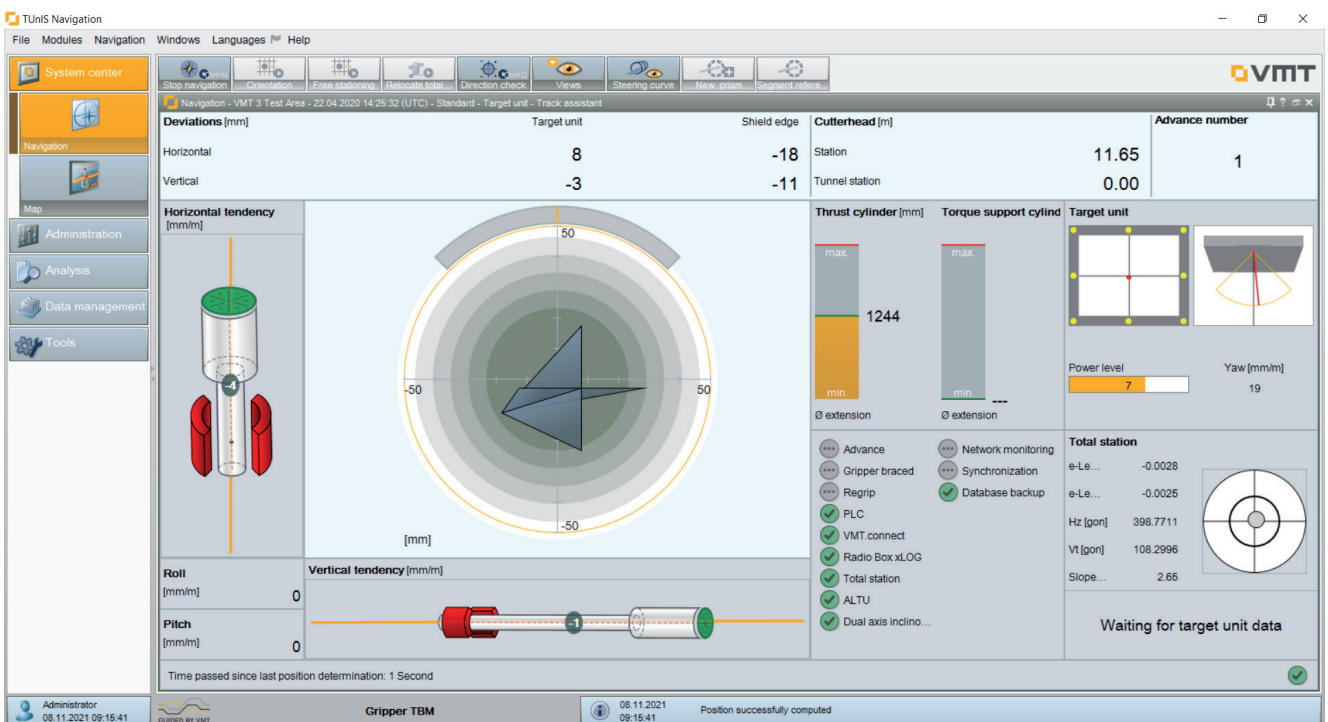 TUnIS Navigation
File Modules Navigation Windows Languages Help
System center
Stop navigation
Ctrl+N
Orientation
Free stationing
Relocate total...
Direction check
Views
Steering curve
New prism
Segment refere...
VMT
Navigation - VMT 3 Test Area - 22.04.2020 14:25:32 (UTC) - Standard - Target unit - Track assistant
Deviations [mm] Target unit Shield edge
Horizontal 8 -18
Vertical -3 -11
Cutterhead [m]
Station 11.65
Tunnel station 0.00
Advance number
1
Navigation
Map
Administration
Analysis
Data management
Tools
Horizontal tendency
[mm/m]
-4
50
-50 50
-50
[mm]
Thrust cylinder [mm]
max.
1244
min.
Ø extension
Torque support cylind
max.
min.
---
Ø extension
Target unit
Power level Yaw [mm/m]
7 19
Advance
Gripper braced
Regrip
PLC
VMT.connect
Radio Box xLOG
Total station
ALTU
Dual axis inclino...
Network monitoring
Synchronization
Database backup
Total station
e-Le... -0.0028
e-Le... -0.0025
Hz [gon] 398.7711
Vt [gon] 108.2996
Slope... 2.65
Waiting for target unit data
Roll
[mm/m] 0
Pitch
[mm/m] 0
Vertical tendency [mm/m]
-1
Time passed since last position determination: 1 Second
Administrator
08.11.2021 09:15:41
GUIDED BY VMT
Gripper TBM
08.11.2021
09:15:41
Position successfully computed